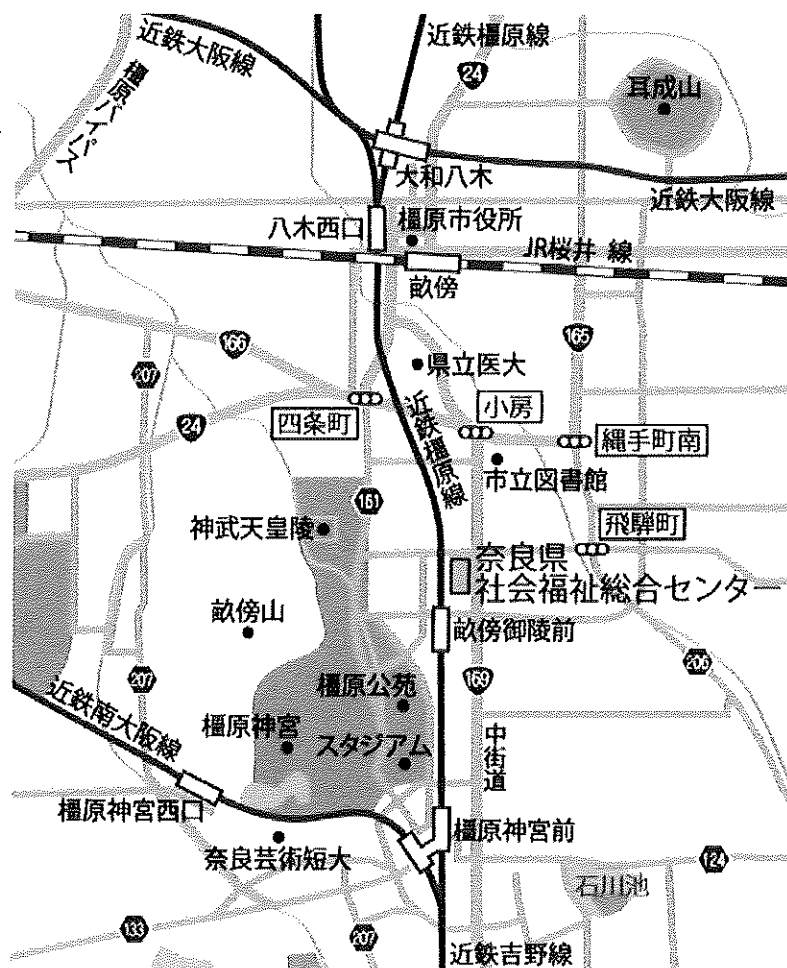 近鉄大阪線
近鉄橿原線
24
耳成山
橿原バイパス
大和八木
近鉄大阪線
八木西口
橿原市役所
JR桜井線
畝傍
166
165
207
県立医大
24
四条町
小房
近鉄橿原線
縄手町南
市立図書館
161
神武天皇陵
飛騨町
奈良県
社会福祉総合センター
畝傍山
畝傍御陵前
207
橿原公苑
169
近鉄南大阪線
橿原神宮
スタジアム
中街道
橿原神宮西口
橿原神宮前
奈良芸術短大
124
石川池
133
207
近鉄吉野線